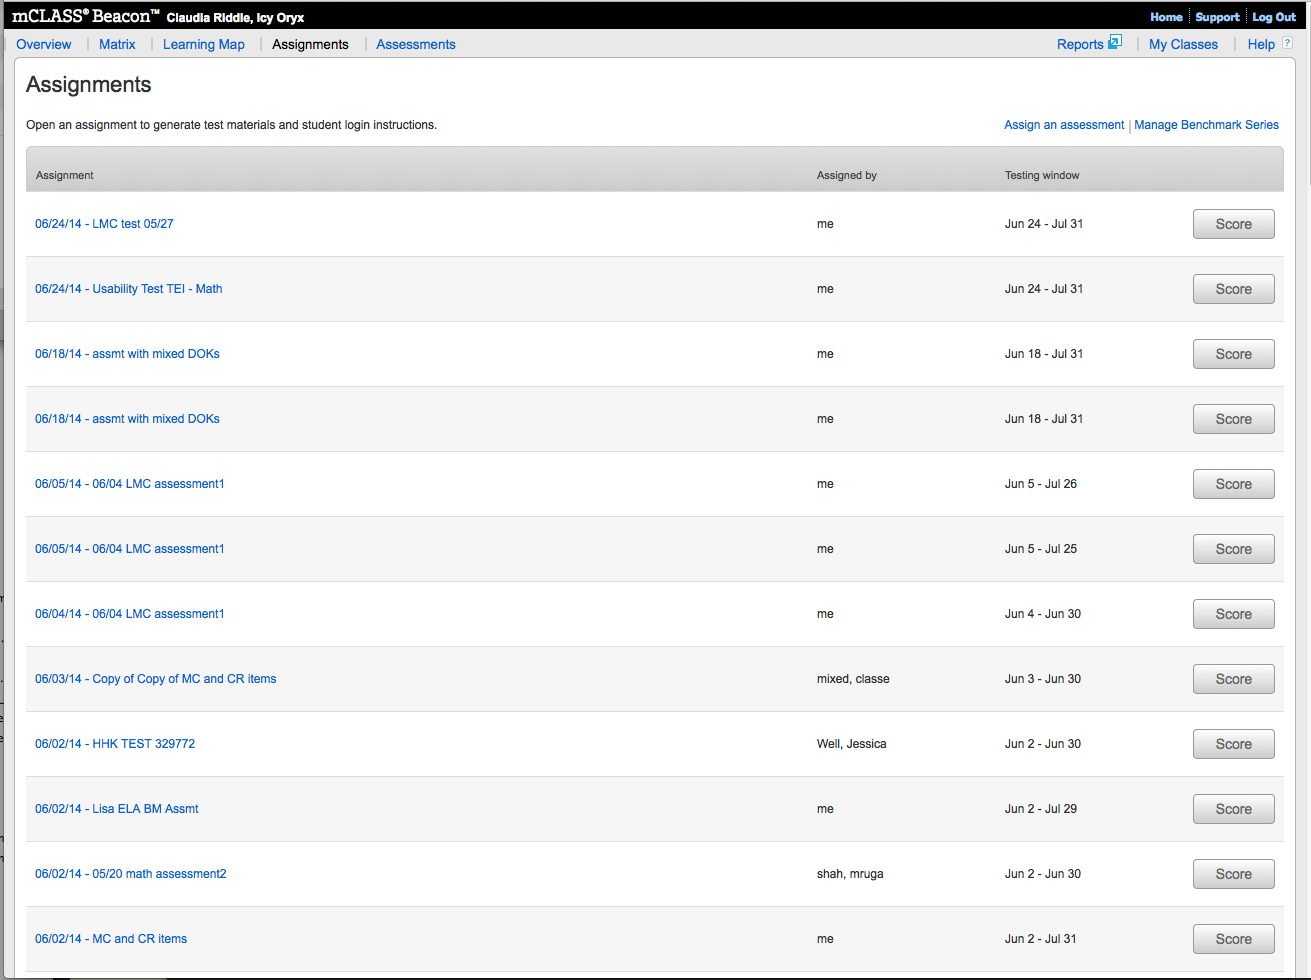 mCLASS® Beacon™ Claudia Riddle, Icy Oryx Home Support Log Out
Overview Matrix Learning Map Assignments Assessments Reports My Classes Help ?
Assignments
Open an assignment to generate test materials and student login instructions. Assign an assessment | Manage Benchmark Series
Assignment Assigned by Testing window
06/24/14 - LMC test 05/27 me Jun 24 - Jul 31 Score
06/24/14 - Usability Test TEI - Math me Jun 24 - Jul 31 Score
06/18/14 - assmt with mixed DOKs me Jun 18 - Jul 31 Score
06/18/14 - assmt with mixed DOKs me Jun 18 - Jul 31 Score
06/05/14 - 06/04 LMC assessment1 me Jun 5 - Jul 26 Score
06/05/14 - 06/04 LMC assessment1 me Jun 5 - Jul 25 Score
06/04/14 - 06/04 LMC assessment1 me Jun 4 - Jun 30 Score
06/03/14 - Copy of Copy of MC and CR items mixed, classe Jun 3 - Jun 30 Score
06/02/14 - HHK TEST 329772 Well, Jessica Jun 2 - Jun 30 Score
06/02/14 - Lisa ELA BM Assmt me Jun 2 - Jul 29 Score
06/02/14 - 05/20 math assessment2 shah, mruga Jun 2 - Jun 30 Score
06/02/14 - MC and CR items me Jun 2 - Jul 31 Score